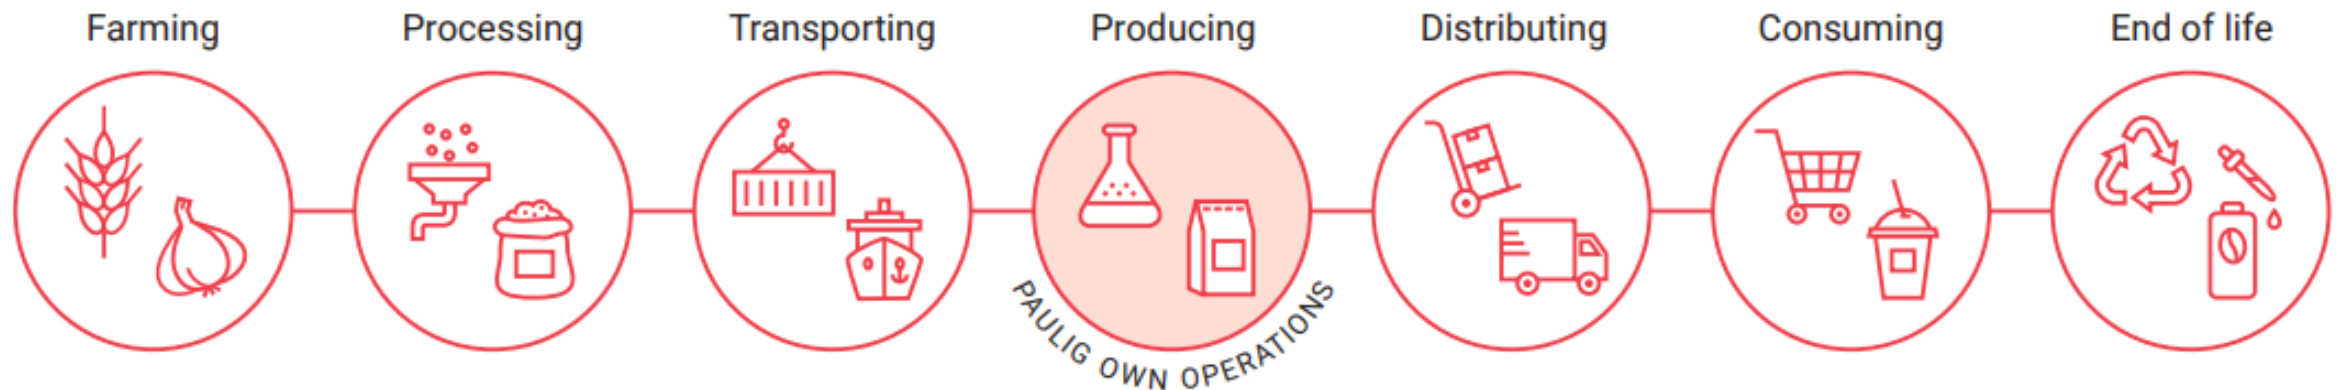 Farming
Processing
Transporting
Producing
Distributing
Consuming
End of life
PAULIG OWN OPERATIONS